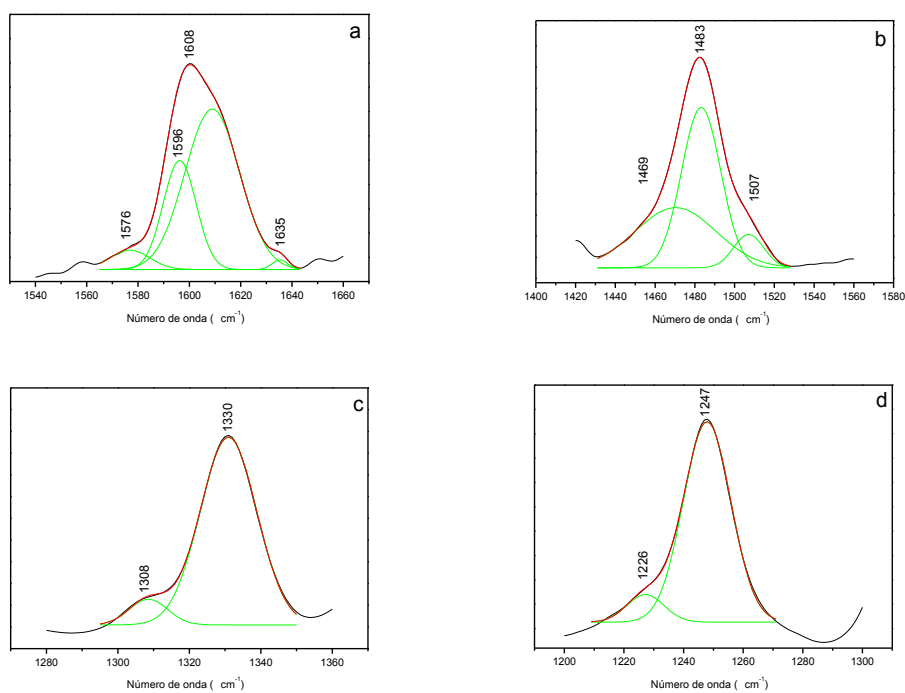 a
1608
1596
1576
1635
1540 1560 1580 1600 1620 1640 1660
Número de onda ( cm-1)
b
1483
1469
1507
1400 1420 1440 1460 1480 1500 1520 1540 1560 1580
Número de onda ( cm-1)
c
1330
1308
1280 1300 1320 1340 1360
Número de onda ( cm-1)
d
1247
1226
1200 1220 1240 1260 1280 1300
Número de onda ( cm-1)